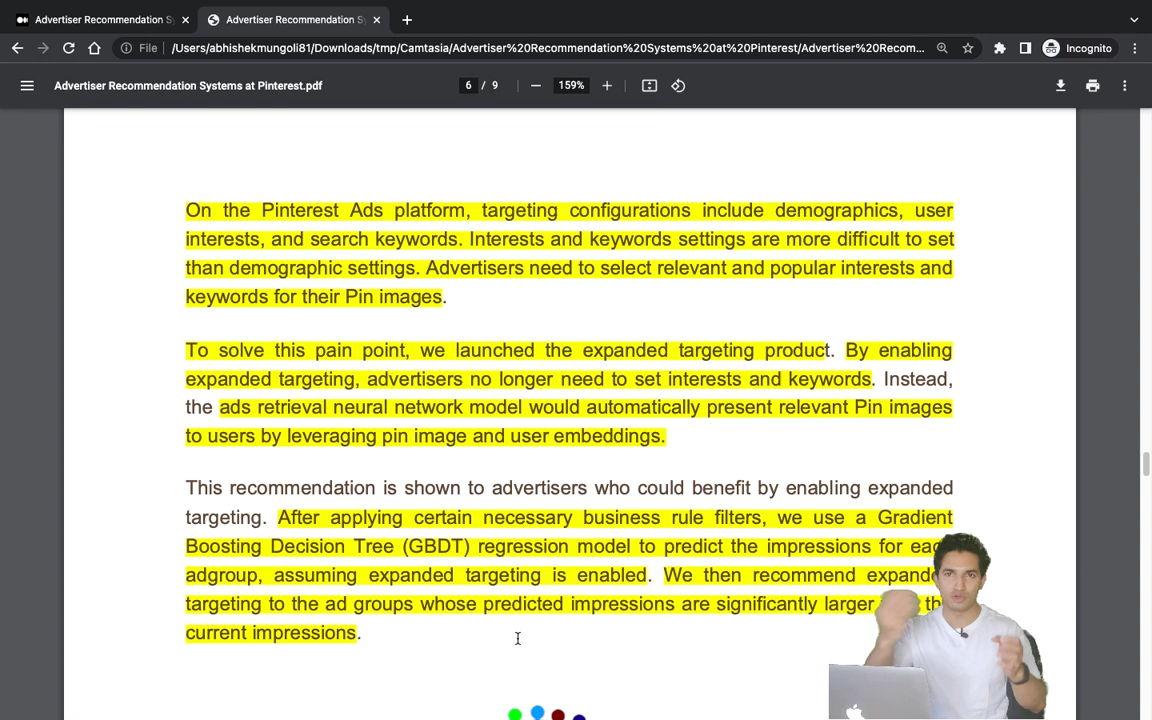 Advertiser Recommendation S
Advertiser Recommendation S
File
/Users/abhishekmungoli81/Downloads/tmp/Camtasia/Advertiser%20Recommendation%20Systems%20at%20Pinterest/Advertiser%20Recom...
Incognito
Advertiser Recommendation Systems at Pinterest.pdf
6 / 9
159%
On the Pinterest Ads platform, targeting configurations include demographics, user
interests, and search keywords. Interests and keywords settings are more difficult to set
than demographic settings. Advertisers need to select relevant and popular interests and
keywords for their Pin images.
To solve this pain point, we launched the expanded targeting product. By enabling
expanded targeting, advertisers no longer need to set interests and keywords. Instead,
the ads retrieval neural network model would automatically present relevant Pin images
to users by leveraging pin image and user embeddings.
This recommendation is shown to advertisers who could benefit by enabling expanded
targeting. After applying certain necessary business rule filters, we use a Gradient
Boosting Decision Tree (GBDT) regression model to predict the impressions for
adgroup, assuming expanded targeting is enabled. We then recommend
targeting to the ad groups whose predicted impressions are significantly larger
current impressions.